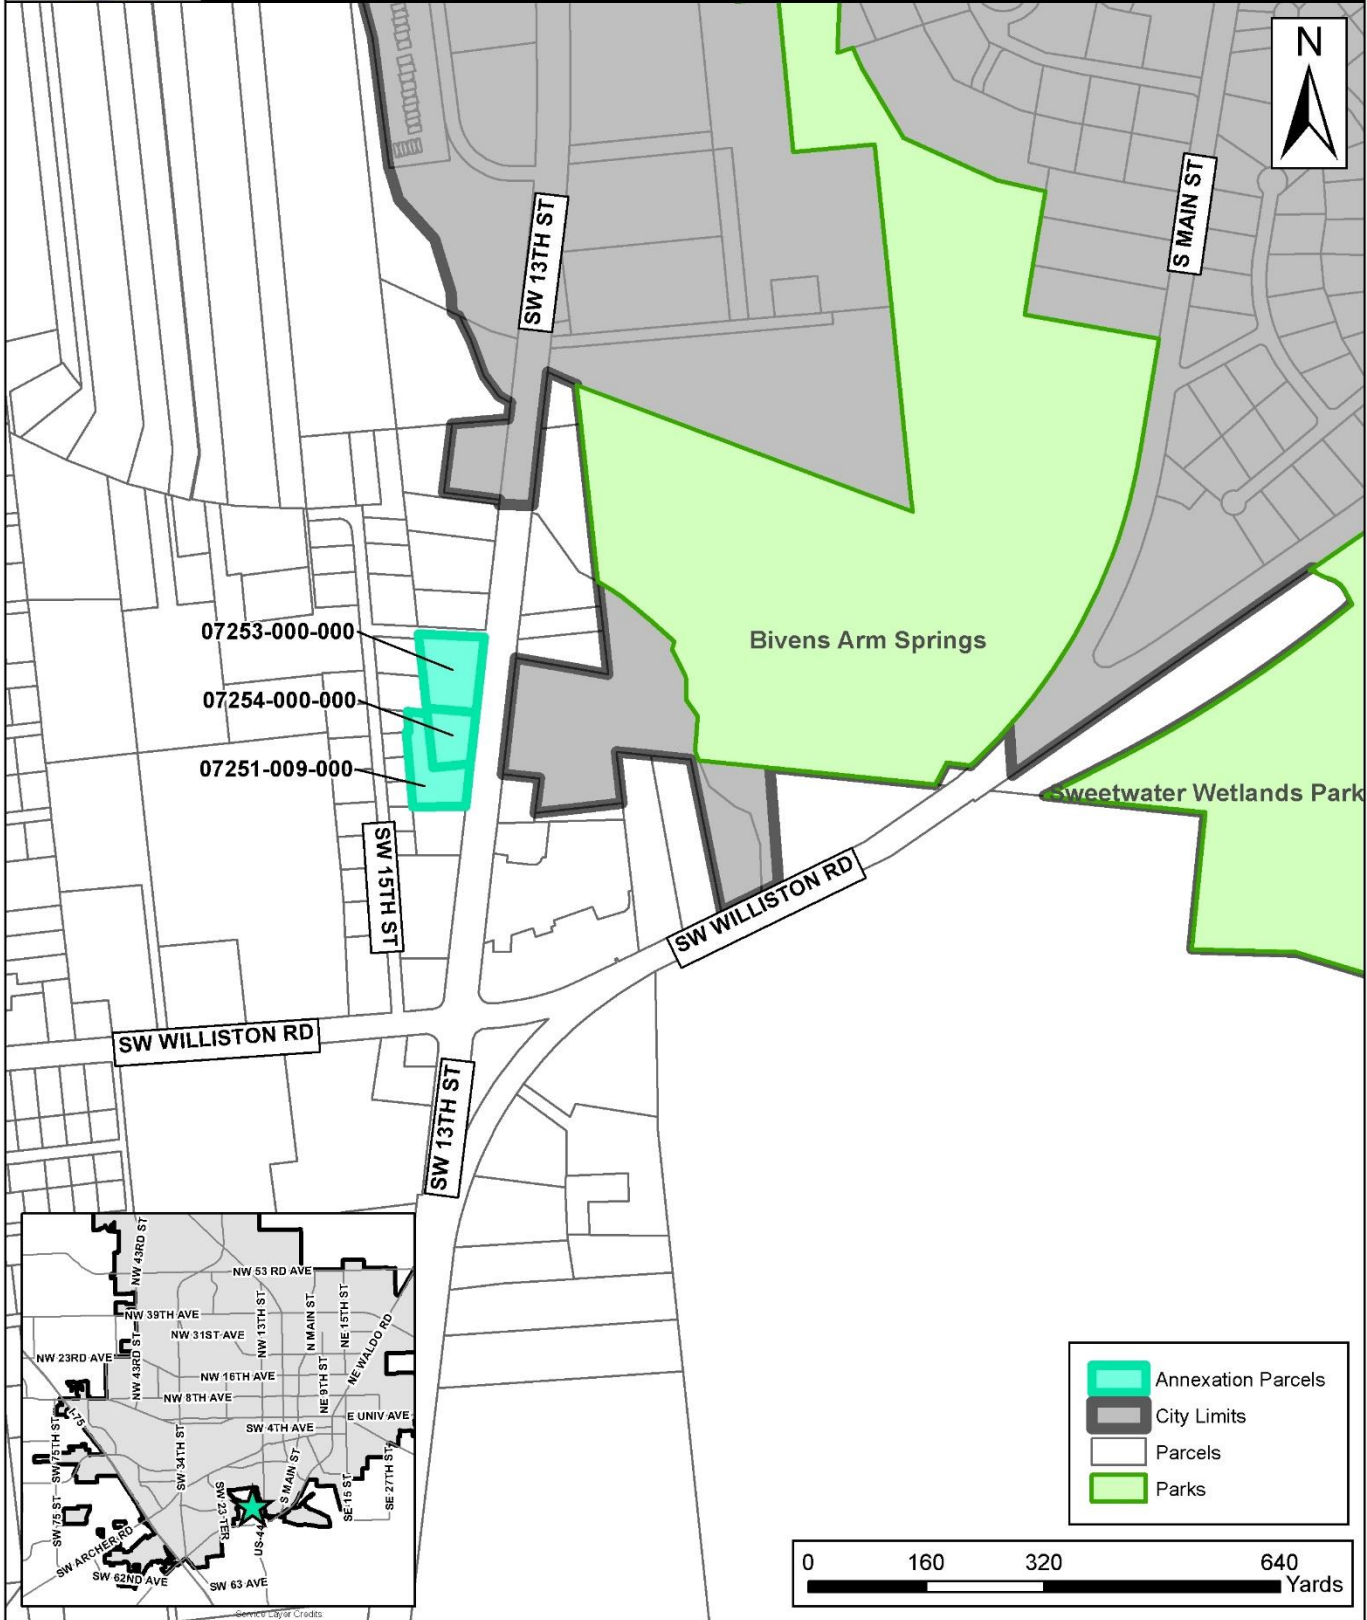 N
SW 13TH ST
S MAIN ST
07253-000-000
07254-000-000
07251-009-000
Bivens Arm Springs
Sweetwater Wetlands Park
SW 15TH ST
SW WILLISTON RD
SW WILLISTON RD
SW 13TH ST
NW 43RD ST
NW 53 RD AVE
NW 39TH AVE
NW 31ST AVE
NW 13TH ST
N MAIN ST
NE 15TH ST
NE WALDO RD
NW 23RD AVE
NW 43RD ST
NW 16TH AVE
NW 8TH AVE
NE 9TH ST
E UNIV AVE
SW 4TH AVE
I-75
SW 75TH ST
SW 34TH ST
S MAIN ST
SW 23 TER
US-44
SE 15 ST
SE 27TH ST
SW 75 ST
SW ARCHER RD
SW 62ND AVE
SW 63 AVE
Service Layer Credits:
Annexation Parcels
City Limits
Parcels
Parks
0 160 320 640
Yards